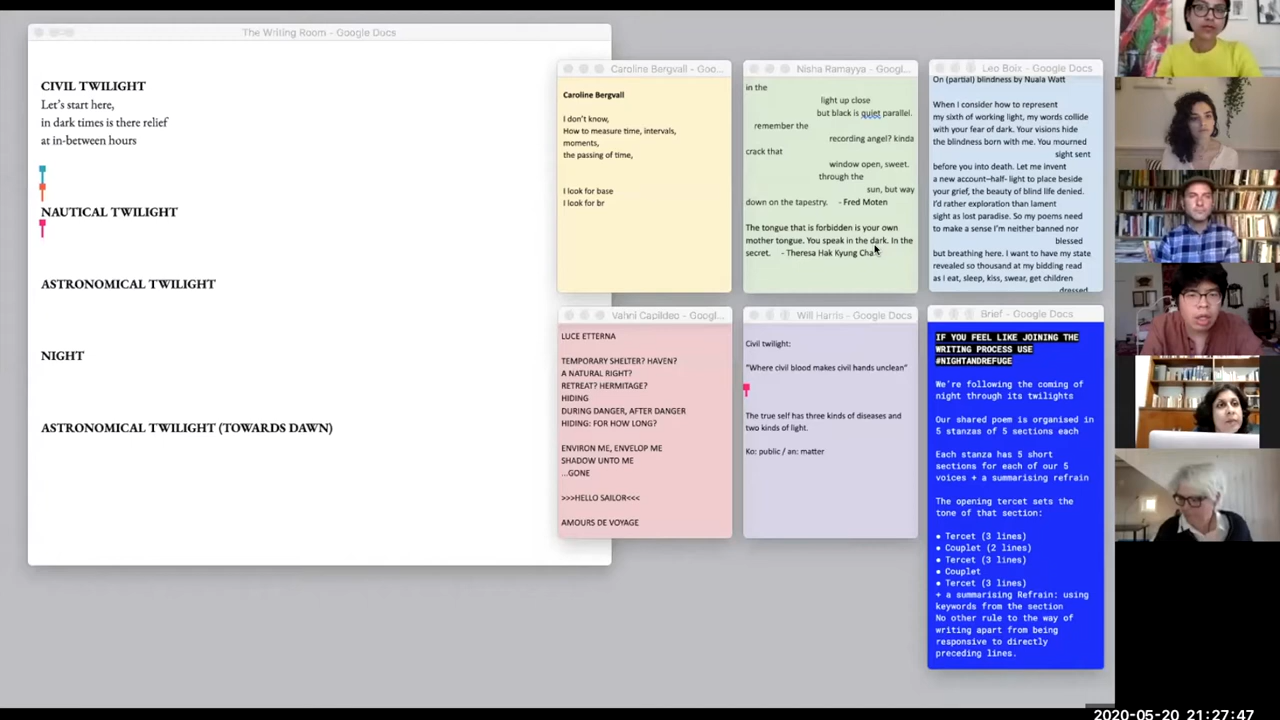 The Writing Room - Google Docs
CIVIL TWILIGHT
Let's start here,
in dark times is there relief
at in-between hours
NAUTICAL TWILIGHT
ASTRONOMICAL TWILIGHT
NIGHT
ASTRONOMICAL TWILIGHT (TOWARDS DAWN)
Caroline Bergvall - Goo...
Caroline Bergvall
I don't know,
How to measure time, intervals,
moments,
the passing of time,
I look for base
I look for br
Nisha Ramayya - Googl...
in the
light up close
but black is quiet parallel.
remember the
recording angel? kinda
crack that
window open, sweet.
through the
sun, but way
down on the tapestry. - Fred Moten
The tongue that is forbidden is your own
mother tongue. You speak in the dark. In the
secret. - Theresa Hak Kyung Cha
Leo Boix - Google Docs
On (partial) blindness by Nuala Watt
When I consider how to represent
my sixth of working light, my words collide
with your fear of dark. Your visions hide
the blindness born with me. You mourned
sight sent
before you into death. Let me invent
a new account–half- light to place beside
your grief, the beauty of blind life denied.
I'd rather exploration than lament
sight as lost paradise. So my poems need
to make a sense I'm neither banned nor
blessed
but breathing here. I want to have my state
revealed so thousand at my bidding read
as I eat, sleep, kiss, swear, get children
dressed
Vahni Capildeo - Googl...
LUCE ETTERNA
TEMPORARY SHELTER? HAVEN?
A NATURAL RIGHT?
RETREAT? HERMITAGE?
HIDING
DURING DANGER, AFTER DANGER
HIDING: FOR HOW LONG?
ENVIRON ME, ENVELOP ME
SHADOW UNTO ME
...GONE
>>>HELLO SAILOR<<<
AMOURS DE VOYAGE
Will Harris - Google Docs
Civil twilight:
"Where civil blood makes civil hands unclean"
The true self has three kinds of diseases and
two kinds of light.
Ko: public / an: matter
Brief - Google Docs
IF YOU FEEL LIKE JOINING THE
WRITING PROCESS USE
#NIGHTANDREFUGE
We're following the coming of
night through its twilights
Our shared poem is organised in
5 stanzas of 5 sections each
Each stanza has 5 short
sections for each of our 5
voices + a summarising refrain
The opening tercet sets the
tone of that section:
● Tercet (3 lines)
● Couplet (2 lines)
● Tercet (3 lines)
● Couplet
● Tercet (3 lines)
+ a summarising Refrain: using
keywords from the section
No other rule to the way of
writing apart from being
responsive to directly
preceding lines.
2020-05-20 21:27:47